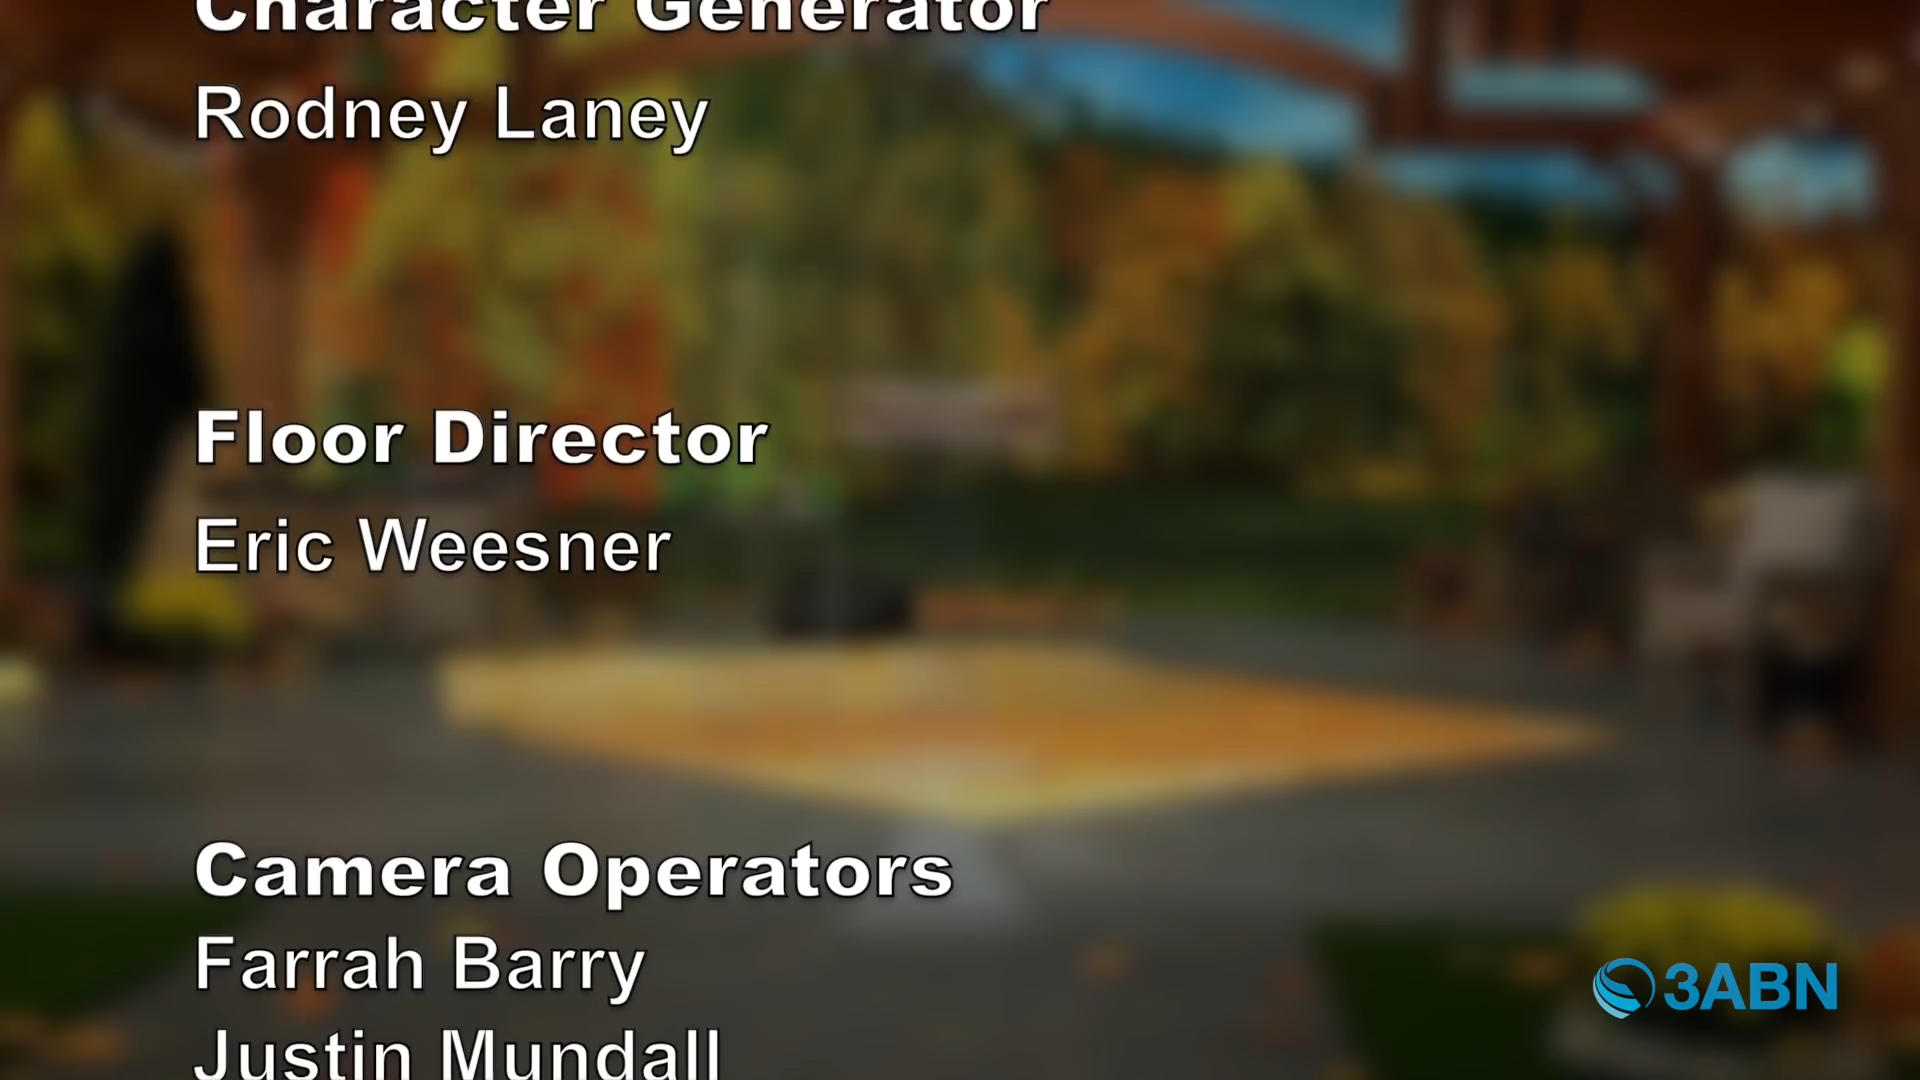 Character Generator
Rodney Laney
Floor Director
Eric Weesner
Camera Operators
Farrah Barry
Justin Mundall
3ABN